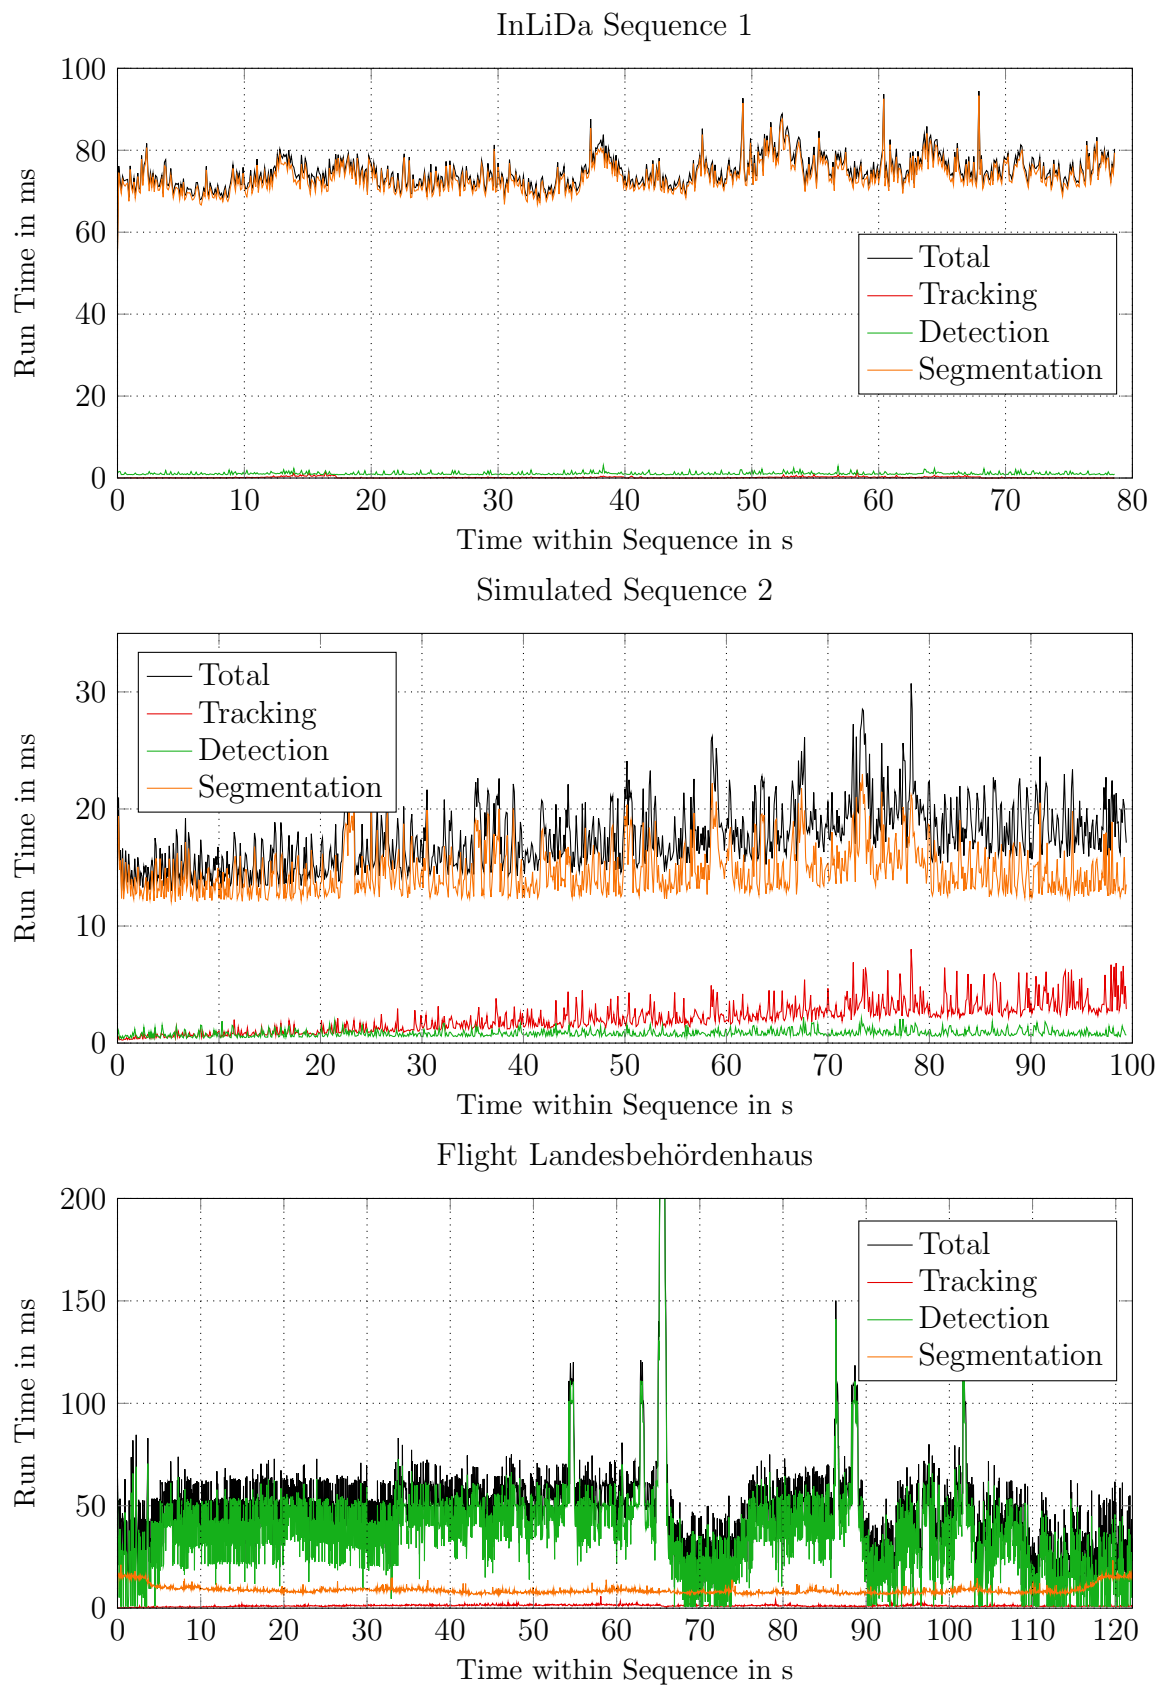 InLiDa Sequence 1
100
80
60
40
20
0
Run Time in ms
Total
Tracking
Detection
Segmentation
0 10 20 30 40 50 60 70 80
Time within Sequence in s
Simulated Sequence 2
30
20
10
0
Run Time in ms
Total
Tracking
Detection
Segmentation
0 10 20 30 40 50 60 70 80 90 100
Time within Sequence in s
Flight Landesbehördenhaus
200
150
100
50
0
Run Time in ms
Total
Tracking
Detection
Segmentation
0 10 20 30 40 50 60 70 80 90 100 110 120
Time within Sequence in s